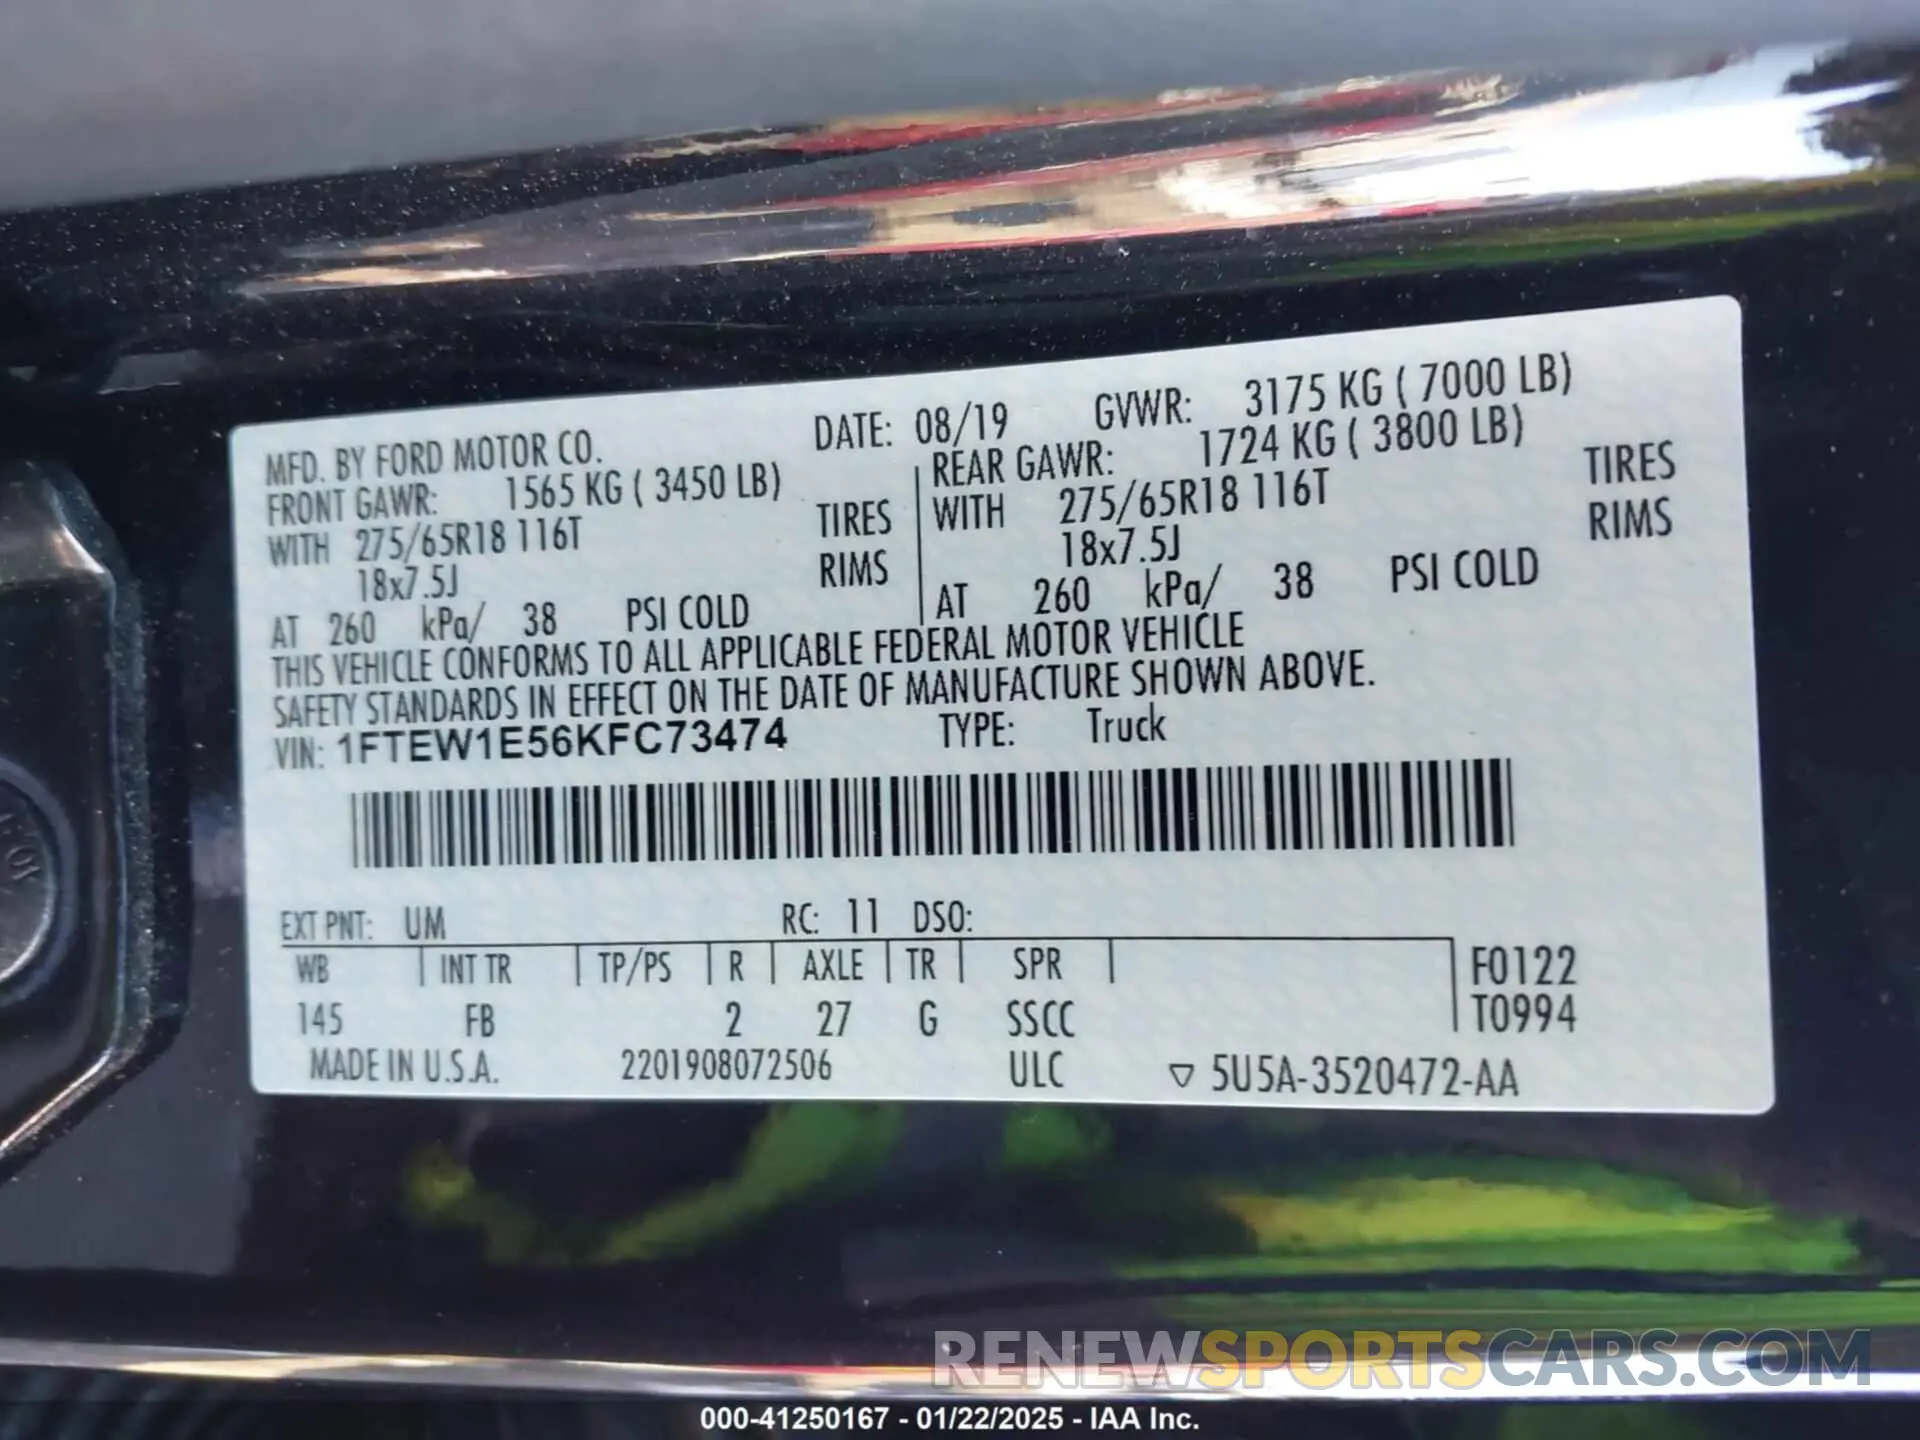 MFD. BY FORD MOTOR CO. DATE: 08/19 GVWR: 3175 KG ( 7000 LB)
FRONT GAWR: 1565 KG ( 3450 LB) REAR GAWR: 1724 KG ( 3800 LB)
WITH 275/65R18 116T TIRES WITH 275/65R18 116T TIRES
18x7.5J RIMS 18x7.5J RIMS
AT 260 kPa/ 38 PSI COLD AT 260 kPa/ 38 PSI COLD
THIS VEHICLE CONFORMS TO ALL APPLICABLE FEDERAL MOTOR VEHICLE
SAFETY STANDARDS IN EFFECT ON THE DATE OF MANUFACTURE SHOWN ABOVE.
VIN: 1FTEW1E56KFC73474 TYPE: Truck
EXT PNT: UM RC: 11 DSO:
WB INT TR TP/PS R AXLE TR SPR F0122
145 FB 2 27 G SSCC T0994
MADE IN U.S.A. 2201908072506 ULC ▽ 5U5A-3520472-AA
RENEWSPORTSCARS.COM
000-41250167 - 01/22/2025 - IAA Inc.